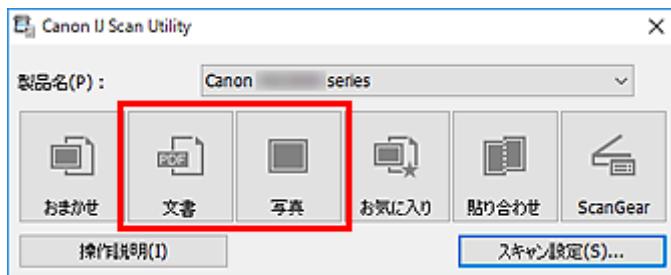 Canon IJ Scan Utility
製品名(P) : Canon series
PDF
おまかせ 文書 写真 お気に入り 貼り合わせ ScanGear
操作説明(I) スキャン設定(S)...